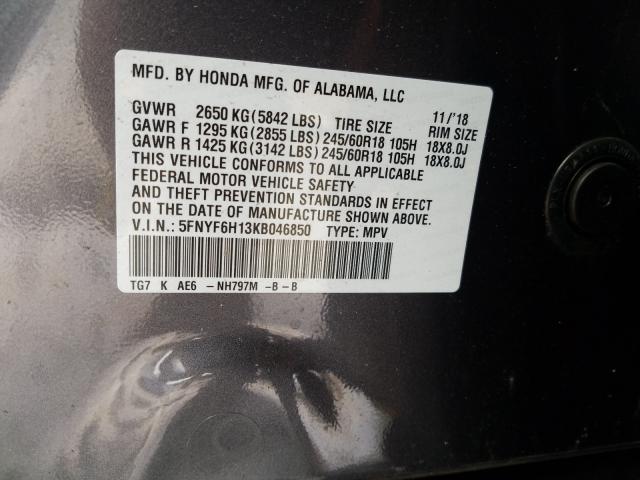 MFD. BY HONDA MFG. OF ALABAMA, LLC
GVWR 2650 KG(5842 LBS) TIRE SIZE 11/'18 RIM SIZE
GAWR F 1295 KG(2855 LBS)245/60R18 105H 18X8.0J
GAWR R 1425 KG(3142 LBS)245/60R18 105H 18X8.0J
THIS VEHICLE CONFORMS TO ALL APPLICABLE
FEDERAL MOTOR VEHICLE SAFETY
AND THEFT PREVENTION STANDARDS IN EFFECT
ON THE DATE OF MANUFACTURE SHOWN ABOVE.
V.I.N.: 5FNYF6H13KB046850 TYPE: MPV
TG7 K AE6 -NH797M -B-B